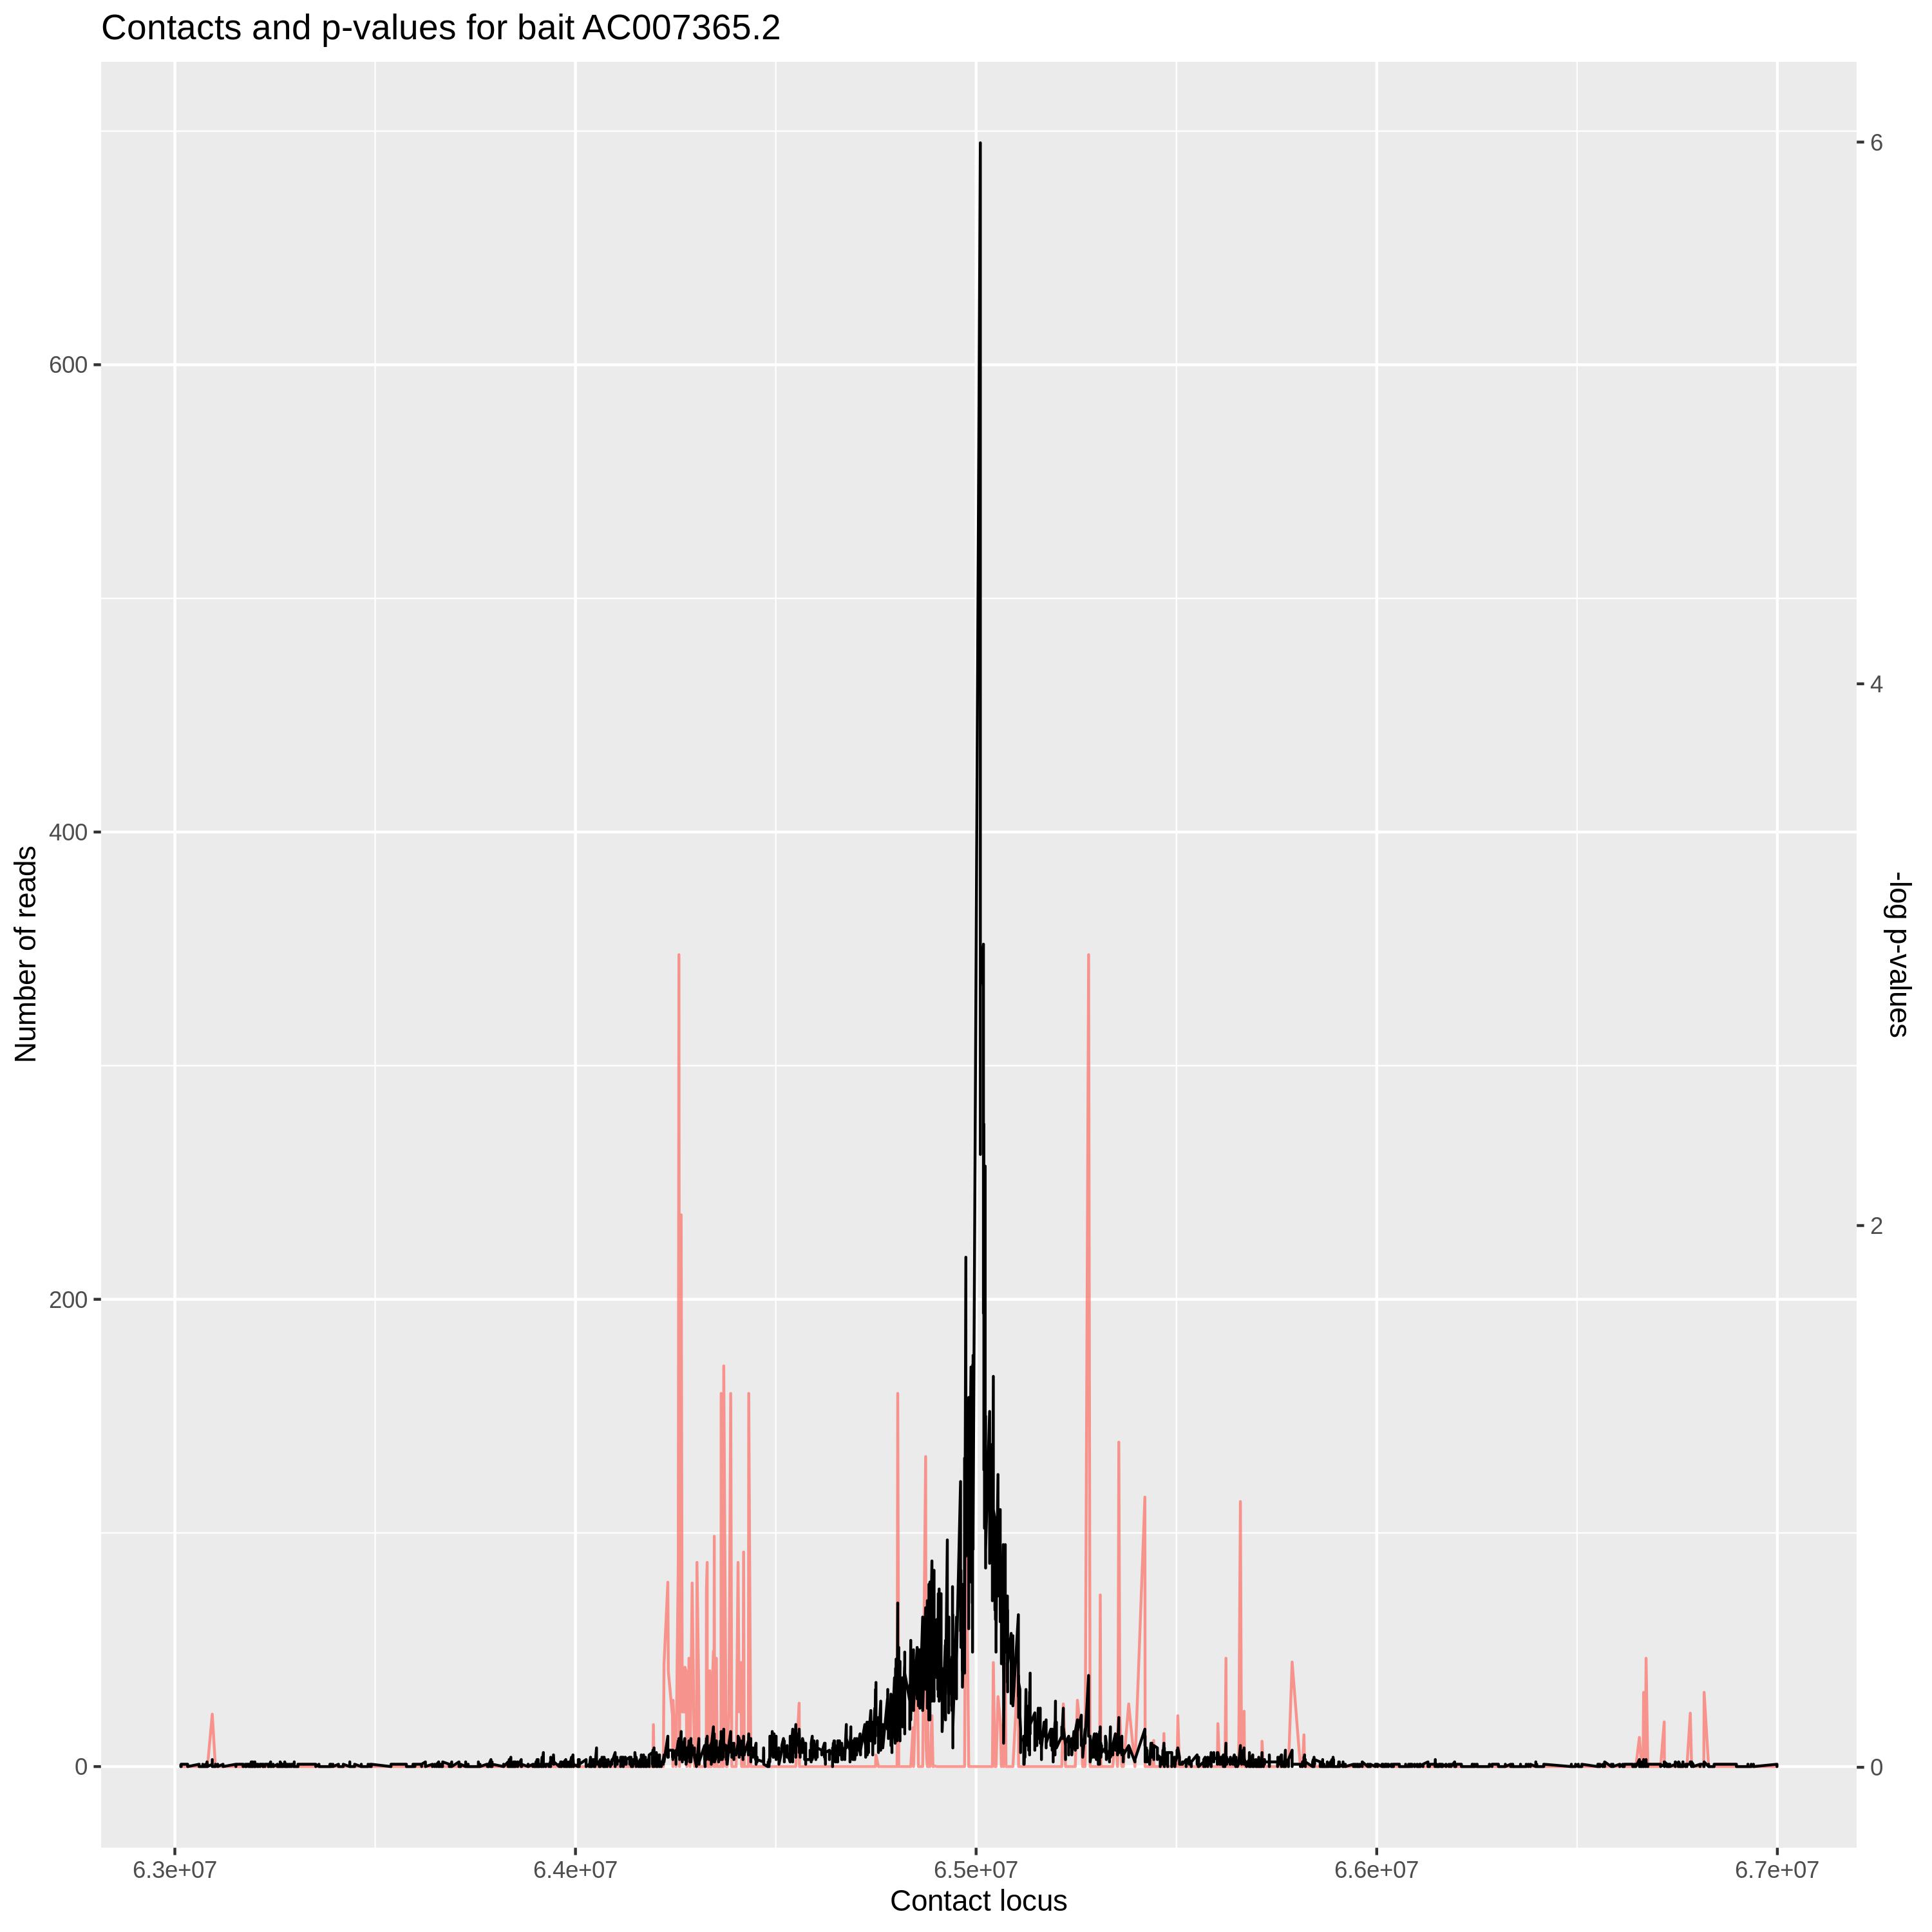 Contacts and p-values for bait AC007365.2
600
400
200
0
Number of reads
6
4
2
0
-log p-values
6.3e+07
6.4e+07
6.5e+07
6.6e+07
6.7e+07
Contact locus